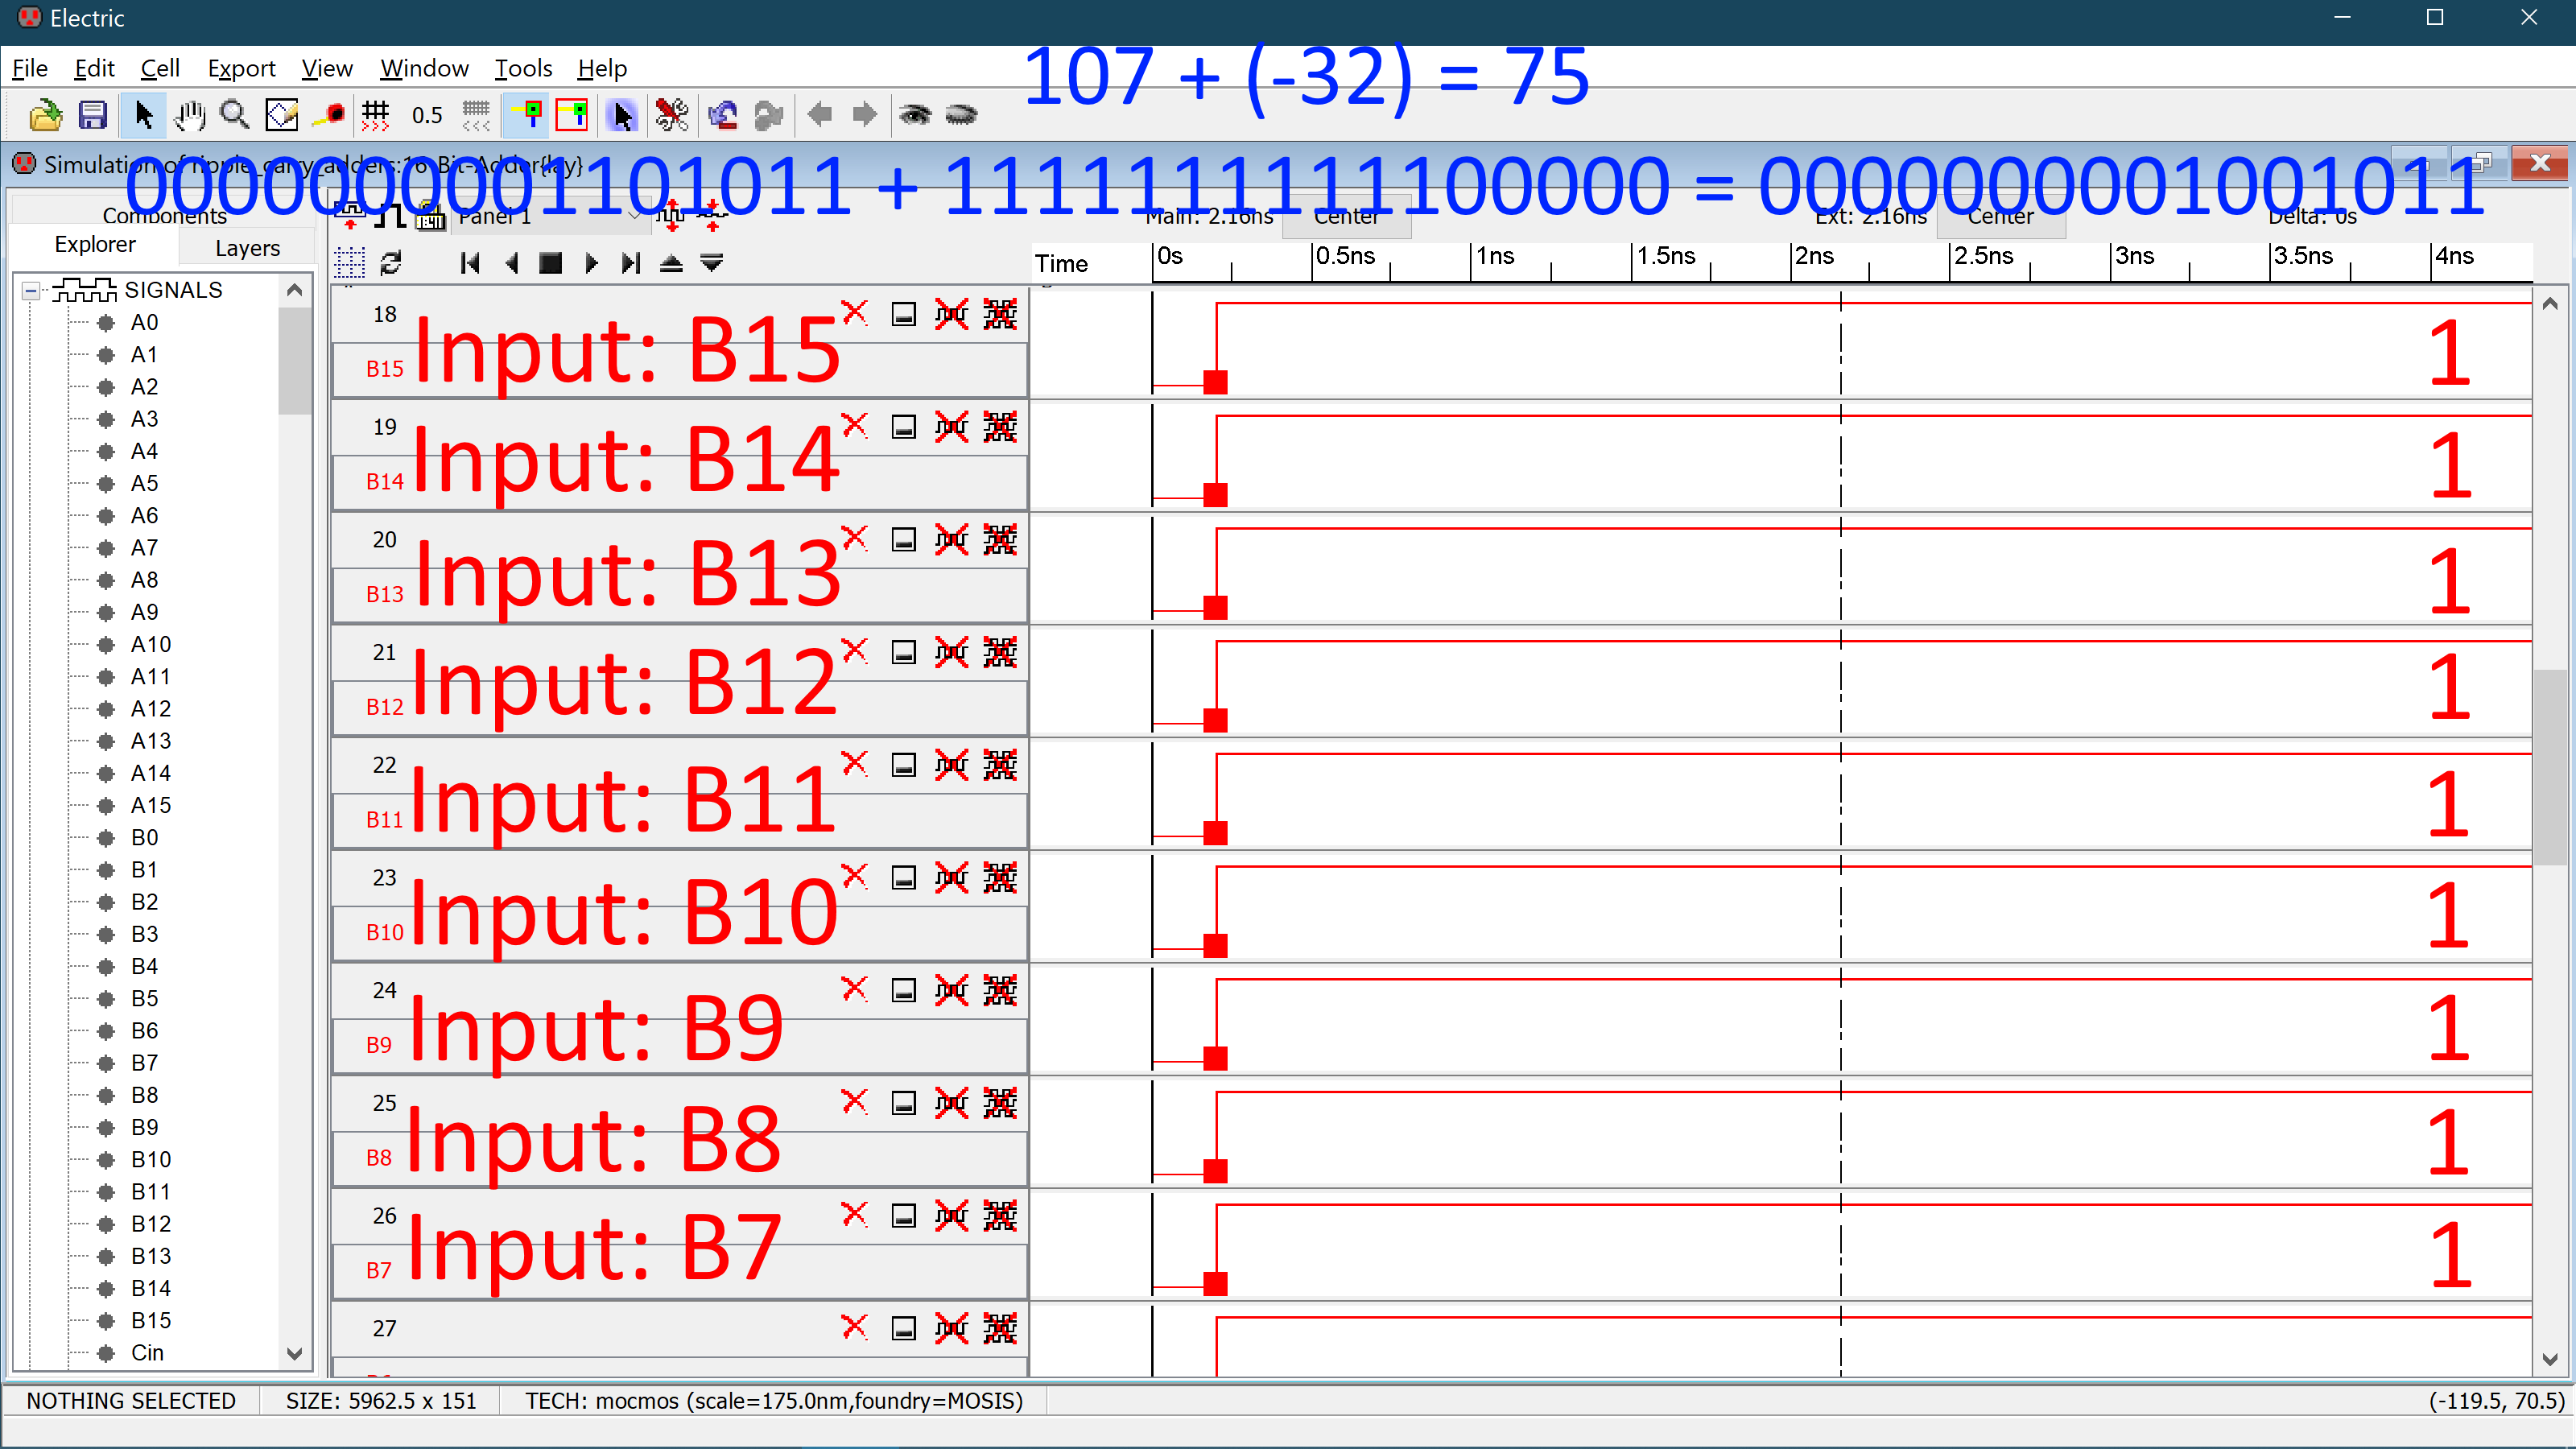 Electric
File Edit Cell Export View Window Tools Help
107 + (-32) = 75
0.5
Simulation of ripple_carry_adders:16-Bit-Adder{lay}
0000000001101011 + 1111111111100000 = 0000000001001011
Components
Explorer
Layers
Panel 1
Main: 2.16ns Center
Ext: 2.16ns Center
Delta: 0s
Time 0s 0.5ns 1ns 1.5ns 2ns 2.5ns 3ns 3.5ns 4ns
SIGNALS
A0
A1
A2
A3
A4
A5
A6
A7
A8
A9
A10
A11
A12
A13
A14
A15
B0
B1
B2
B3
B4
B5
B6
B7
B8
B9
B10
B11
B12
B13
B14
B15
Cin
18
B15 Input: B15 1
19
B14 Input: B14 1
20
B13 Input: B13 1
21
B12 Input: B12 1
22
B11 Input: B11 1
23
B10 Input: B10 1
24
B9 Input: B9 1
25
B8 Input: B8 1
26
B7 Input: B7 1
27
NOTHING SELECTED SIZE: 5962.5 x 151 TECH: mocmos (scale=175.0nm,foundry=MOSIS) (-119.5, 70.5)